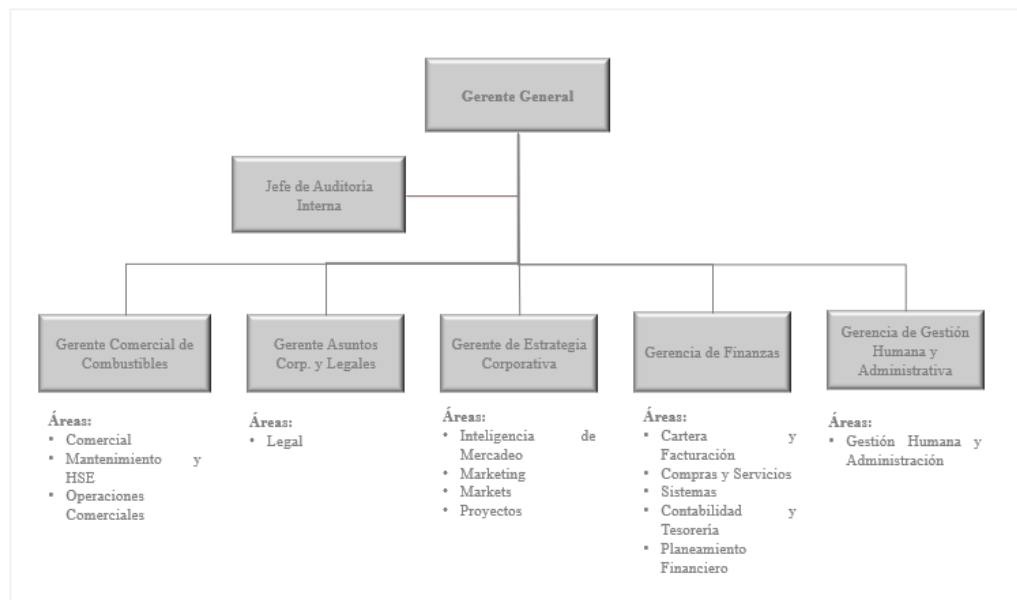 Gerente General
Jefe de Auditoria
Interna
Gerente Comercial de
Combustibles
Áreas:
• Comercial
• Mantenimiento y
HSE
• Operaciones
Comerciales
Gerente Asuntos
Corp. y Legales
Áreas:
• Legal
Gerente de Estrategia
Corporativa
Áreas:
• Inteligencia de
Mercadeo
• Marketing
• Markets
• Proyectos
Gerencia de Finanzas
Áreas:
• Cartera y
Facturación
• Compras y Servicios
• Sistemas
• Contabilidad y
Tesorería
• Planeamiento
Financiero
Gerencia de Gestión
Humana y
Administrativa
Áreas:
• Gestión Humana y
Administración